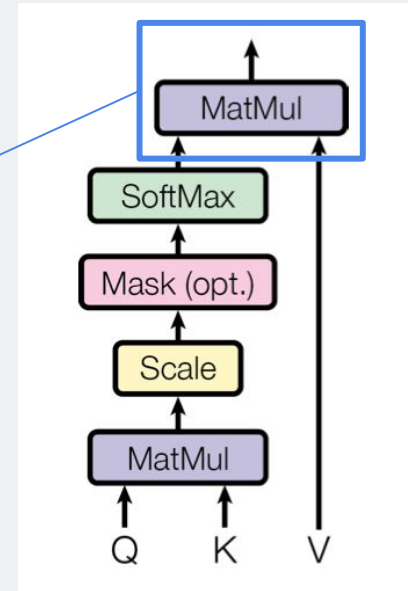 MatMul
SoftMax
Mask (opt.)
Scale
MatMul
Q K V